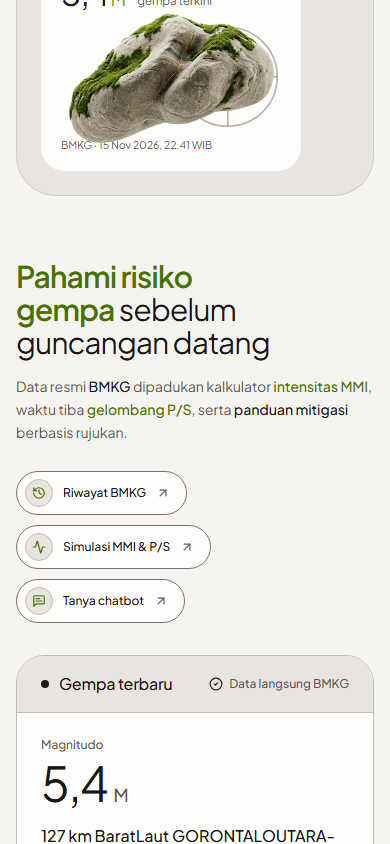 5,4 M gempa terkini
BMKG · 15 Nov 2026, 22.41 WIB
Pahami risiko
gempa sebelum
guncangan datang
Data resmi BMKG dipadukan kalkulator intensitas MMI,
waktu tiba gelombang P/S, serta panduan mitigasi
berbasis rujukan.
Riwayat BMKG
Simulasi MMI & P/S
Tanya chatbot
Gempa terbaru
Data langsung BMKG
Magnitudo
5,4 M
127 km BaratLaut GORONTALOUTARA-